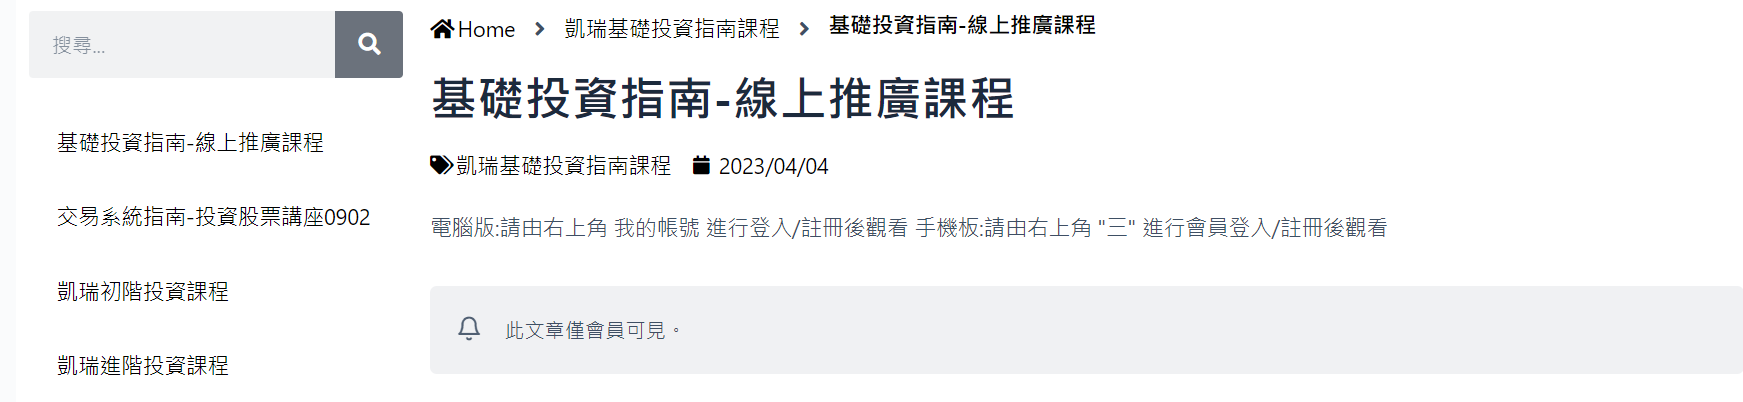 搜尋...
基礎投資指南-線上推廣課程
交易系統指南-投資股票講座0902
凱瑞初階投資課程
凱瑞進階投資課程
Home > 凱瑞基礎投資指南課程 > 基礎投資指南-線上推廣課程
基礎投資指南-線上推廣課程
凱瑞基礎投資指南課程 2023/04/04
電腦版:請由右上角 我的帳號 進行登入/註冊後觀看 手機板:請由右上角 "三" 進行會員登入/註冊後觀看
此文章僅會員可見。